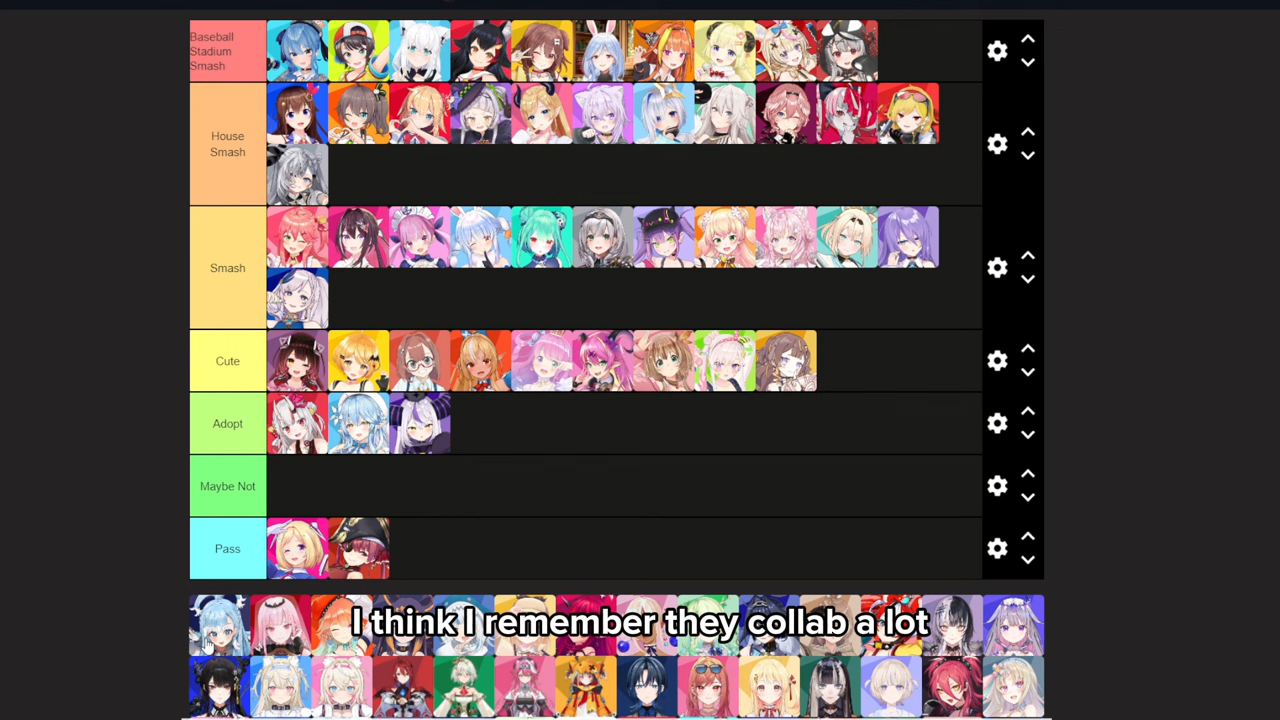 Baseball
Stadium
Smash
House
Smash
Smash
Cute
Adopt
Maybe Not
Pass
I think I remember they collab a lot